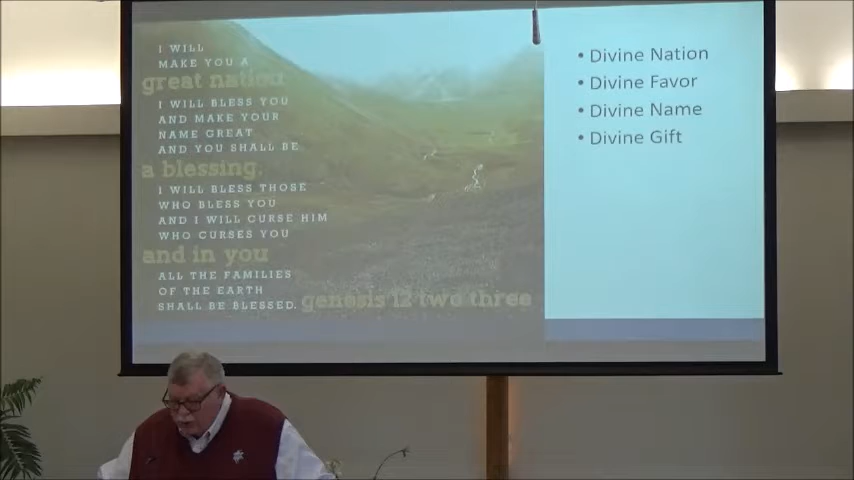 I WILL
MAKE YOU A
great nation
I WILL BLESS YOU
AND MAKE YOUR
NAME GREAT
AND YOU SHALL BE
a blessing.
I WILL BLESS THOSE
WHO BLESS YOU
AND I WILL CURSE HIM
WHO CURSES YOU
and in you
ALL THE FAMILIES
OF THE EARTH
SHALL BE BLESSED. genesis 12 two three
• Divine Nation
• Divine Favor
• Divine Name
• Divine Gift